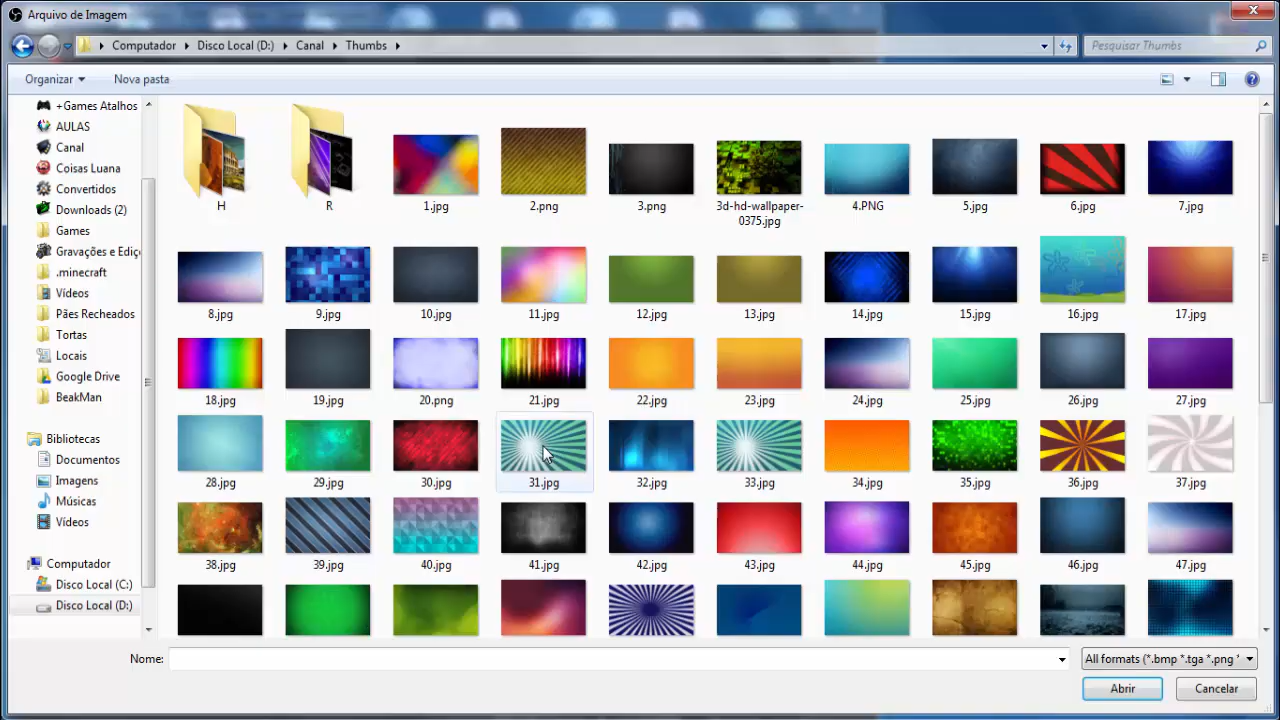 Arquivo de Imagem
Computador Disco Local (D:) Canal Thumbs
Pesquisar Thumbs
Organizar
Nova pasta
+Games Atalhos
AULAS
Canal
Coisas Luana
Convertidos
Downloads (2)
Games
Gravações e Ediç
.minecraft
Vídeos
Pães Recheados
Tortas
Locais
Google Drive
BeakMan
Bibliotecas
Documentos
Imagens
Músicas
Vídeos
Computador
Disco Local (C:)
Disco Local (D:)
H R 1.jpg 2.png 3.png 3d-hd-wallpaper-0375.jpg 4.PNG 5.jpg 6.jpg 7.jpg
8.jpg 9.jpg 10.jpg 11.jpg 12.jpg 13.jpg 14.jpg 15.jpg 16.jpg 17.jpg
18.jpg 19.jpg 20.png 21.jpg 22.jpg 23.jpg 24.jpg 25.jpg 26.jpg 27.jpg
28.jpg 29.jpg 30.jpg 31.jpg 32.jpg 33.jpg 34.jpg 35.jpg 36.jpg 37.jpg
38.jpg 39.jpg 40.jpg 41.jpg 42.jpg 43.jpg 44.jpg 45.jpg 46.jpg 47.jpg
Nome:
All formats (*.bmp *.tga *.png *
Abrir
Cancelar